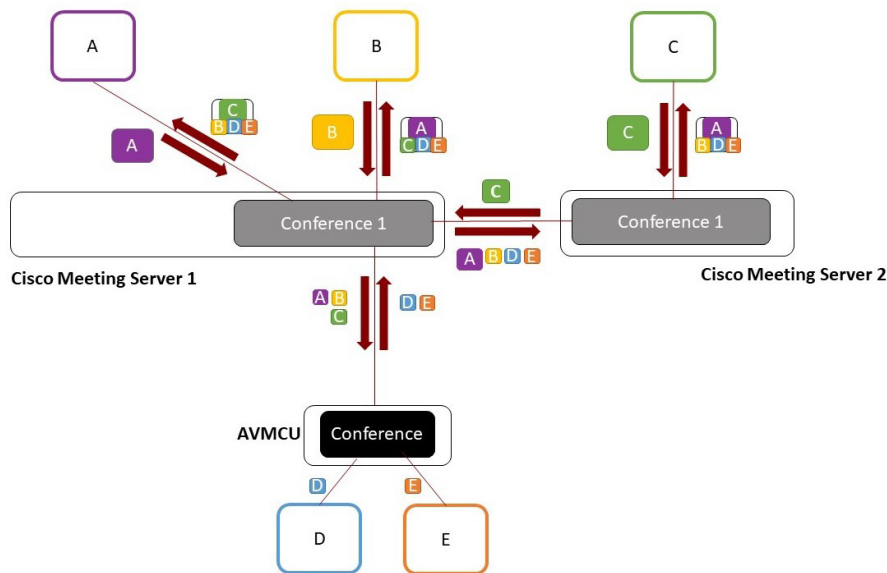 A
B
C
C
B D E
A
B
A
C D E
C
A
B D E
C
Conference 1
Conference 1
A B D E
Cisco Meeting Server 1
Cisco Meeting Server 2
A B
C
D E
AVMCU
Conference
D
E
D
E